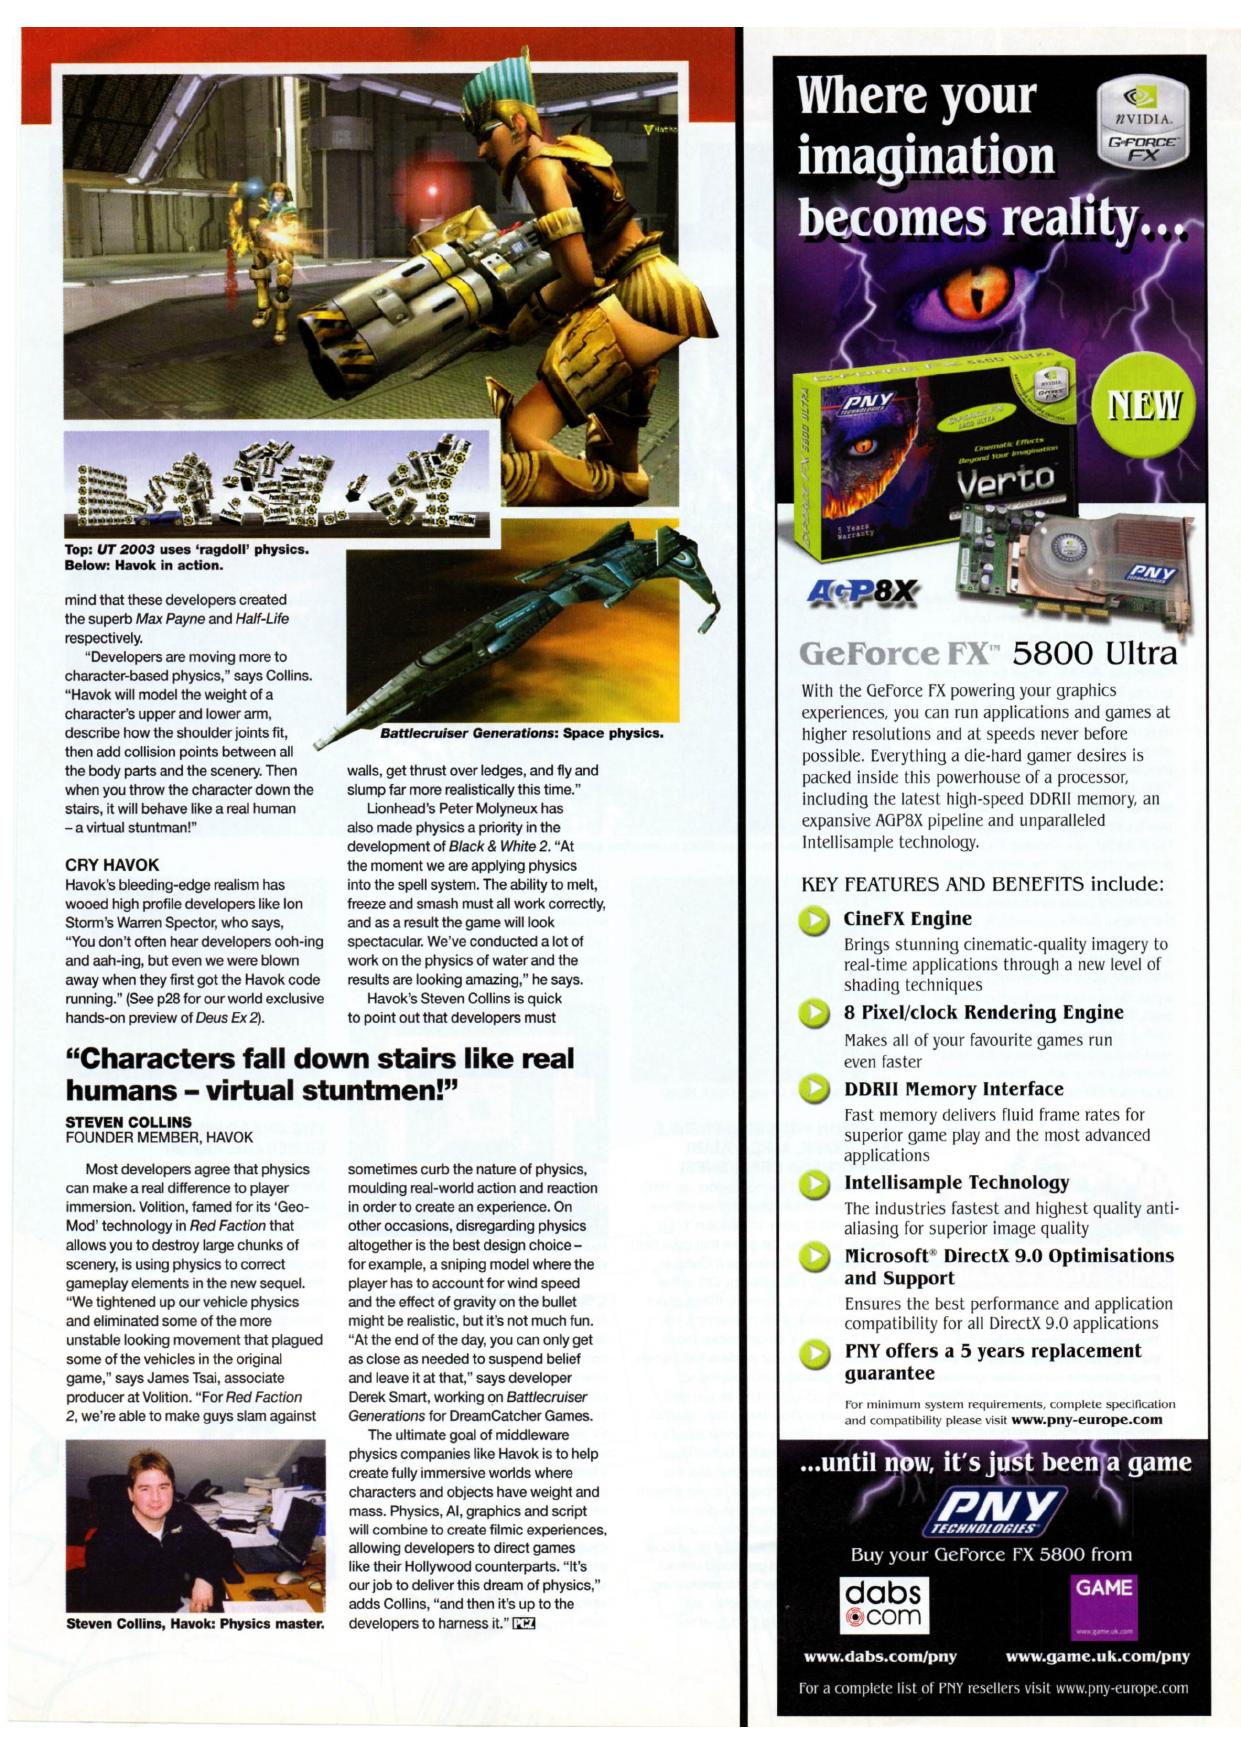 Hatho
Top: UT 2003 uses ‘ragdoll’ physics.
Below: Havok in action.
Battlecruiser Generations: Space physics.
mind that these developers created
the superb Max Payne and Half-Life
respectively.
“Developers are moving more to
character-based physics,” says Collins.
“Havok will model the weight of a
character’s upper and lower arm,
describe how the shoulder joints fit,
then add collision points between all
the body parts and the scenery. Then
when you throw the character down the
stairs, it will behave like a real human
– a virtual stuntman!”
CRY HAVOK
Havok’s bleeding-edge realism has
wooed high profile developers like Ion
Storm’s Warren Spector, who says,
“You don’t often hear developers ooh-ing
and aah-ing, but even we were blown
away when they first got the Havok code
running.” (See p28 for our world exclusive
hands-on preview of Deus Ex 2).
“Characters fall down stairs like real
humans – virtual stuntmen!”
STEVEN COLLINS
FOUNDER MEMBER, HAVOK
Most developers agree that physics
can make a real difference to player
immersion. Volition, famed for its ‘Geo-
Mod’ technology in Red Faction that
allows you to destroy large chunks of
scenery, is using physics to correct
gameplay elements in the new sequel.
“We tightened up our vehicle physics
and eliminated some of the more
unstable looking movement that plagued
some of the vehicles in the original
game,” says James Tsai, associate
producer at Volition. “For Red Faction
2, we’re able to make guys slam against
Steven Collins, Havok: Physics master.
walls, get thrust over ledges, and fly and
slump far more realistically this time.”
Lionhead’s Peter Molyneux has
also made physics a priority in the
development of Black & White 2. “At
the moment we are applying physics
into the spell system. The ability to melt,
freeze and smash must all work correctly,
and as a result the game will look
spectacular. We’ve conducted a lot of
work on the physics of water and the
results are looking amazing,” he says.
Havok’s Steven Collins is quick
to point out that developers must
sometimes curb the nature of physics,
moulding real-world action and reaction
in order to create an experience. On
other occasions, disregarding physics
altogether is the best design choice –
for example, a sniping model where the
player has to account for wind speed
and the effect of gravity on the bullet
might be realistic, but it’s not much fun.
“At the end of the day, you can only get
as close as needed to suspend belief
and leave it at that,” says developer
Derek Smart, working on Battlecruiser
Generations for DreamCatcher Games.
The ultimate goal of middleware
physics companies like Havok is to help
create fully immersive worlds where
characters and objects have weight and
mass. Physics, AI, graphics and script
will combine to create filmic experiences,
allowing developers to direct games
like their Hollywood counterparts. “It’s
our job to deliver this dream of physics,”
adds Collins, “and then it’s up to the
developers to harness it.” PCZ
Where your
imagination
becomes reality...
NVIDIA.
GEFORCE™
FX
NEW
PNY
TECHNOLOGIES
GEFORCE FX 5800 ULTRA
Cinematic Effects
Beyond Your Imagination
Verto
5 Years
Warranty
PNY
TECHNOLOGIES
AGP8X
GeForce FX™ 5800 Ultra
With the GeForce FX powering your graphics
experiences, you can run applications and games at
higher resolutions and at speeds never before
possible. Everything a die-hard gamer desires is
packed inside this powerhouse of a processor,
including the latest high-speed DDRII memory, an
expansive AGP8X pipeline and unparalleled
Intellisample technology.
KEY FEATURES AND BENEFITS include:
CineFX Engine
Brings stunning cinematic-quality imagery to
real-time applications through a new level of
shading techniques
8 Pixel/clock Rendering Engine
Makes all of your favourite games run
even faster
DDRII Memory Interface
Fast memory delivers fluid frame rates for
superior game play and the most advanced
applications
Intellisample Technology
The industries fastest and highest quality anti-
aliasing for superior image quality
Microsoft® DirectX 9.0 Optimisations
and Support
Ensures the best performance and application
compatibility for all DirectX 9.0 applications
PNY offers a 5 years replacement
guarantee
For minimum system requirements, complete specification
and compatibility please visit www.pny-europe.com
...until now, it’s just been a game
PNY
TECHNOLOGIES®
Buy your GeForce FX 5800 from
dabs
.com
GAME
www.game.uk.com
www.dabs.com/pny
www.game.uk.com/pny
For a complete list of PNY resellers visit www.pny-europe.com